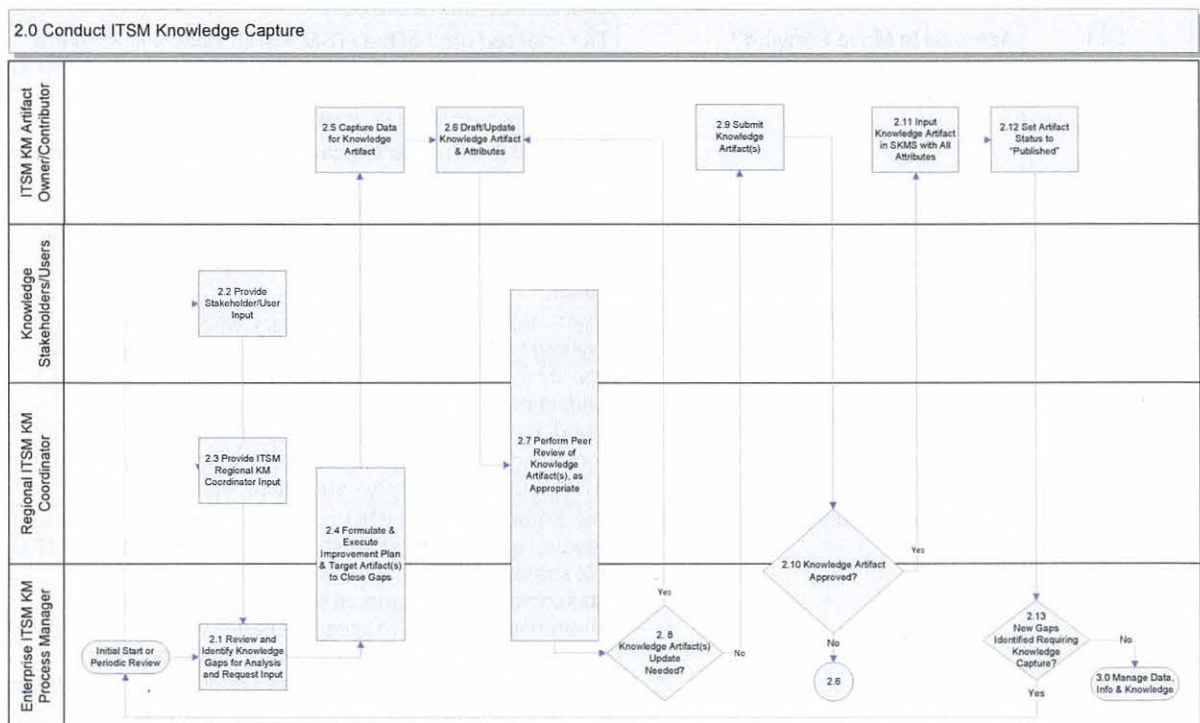 2.0 Conduct ITSM Knowledge Capture
ITSM KM Artifact
Owner/Contributor
2.5 Capture Data
for Knowledge
Artifact
2.6 Draft/Update
Knowledge Artifact
& Attributes
2.9 Submit
Knowledge
Artifact(s)
2.11 Input
Knowledge Artifact
in SKMS with All
Attributes
2.12 Set Artifact
Status to
"Published"
Knowledge
Stakeholders/Users
2.2 Provide
Stakeholder/User
Input
Regional ITSM KM
Coordinator
2.3 Provide ITSM
Regional KM
Coordinator Input
2.4 Formulate &
Execute
Improvement Plan
& Target Artifact(s)
to Close Gaps
2.7 Perform Peer
Review of
Knowledge
Artifact(s), as
Appropriate
2.10 Knowledge Artifact
Approved?
Yes
No
2.6
Enterprise ITSM KM
Process Manager
Initial Start or
Periodic Review
2.1 Review and
Identify Knowledge
Gaps for Analysis
and Request Input
Yes
2. 8
Knowledge Artifact(s)
Update
Needed?
No
2.13
New Gaps
Identified Requiring
Knowledge
Capture?
No
Yes
3.0 Manage Data,
Info & Knowledge